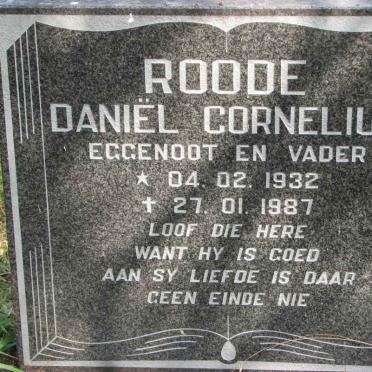 ROODE
DANIËL CORNELIU
EGGENOOT EN VADER
★ 04. 02. 1932
✝ 27. 01. 1987
LOOF DIE HERE
WANT HY IS GOED
AAN SY LIEFDE IS DAAR
GEEN EINDE NIE